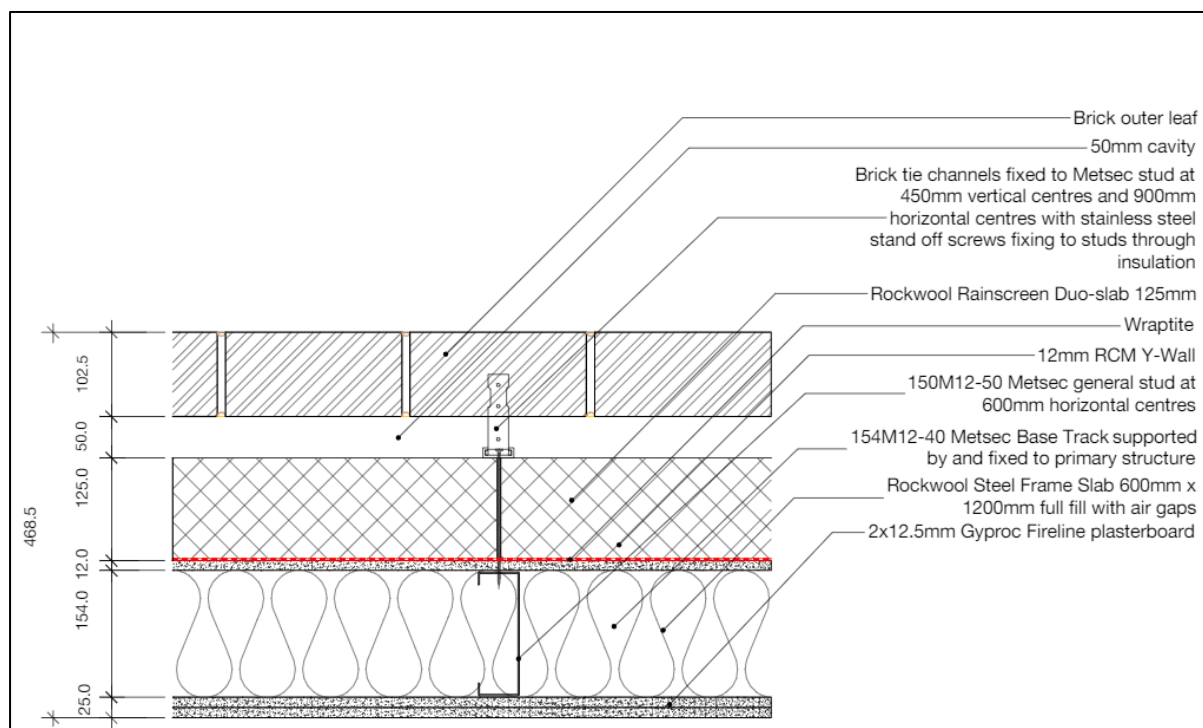 Brick outer leaf
50mm cavity
Brick tie channels fixed to Metsec stud at
450mm vertical centres and 900mm
horizontal centres with stainless steel
stand off screws fixing to studs through
insulation
Rockwool Rainscreen Duo-slab 125mm
Wraptite
12mm RCM Y-Wall
150M12-50 Metsec general stud at
600mm horizontal centres
154M12-40 Metsec Base Track supported
by and fixed to primary structure
Rockwool Steel Frame Slab 600mm x
1200mm full fill with air gaps
2x12.5mm Gyproc Fireline plasterboard
468.5
102.5
50.0
125.0
12.0
154.0
25.0